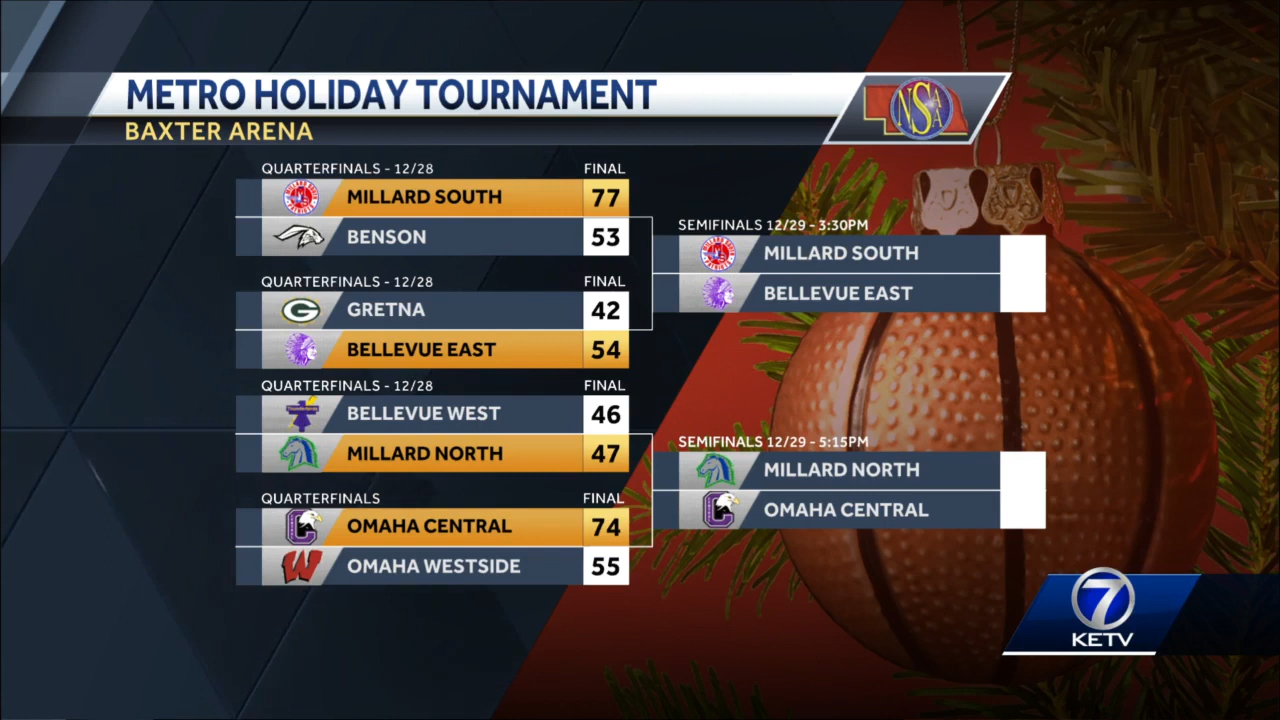 METRO HOLIDAY TOURNAMENT
BAXTER ARENA
NSAA
QUARTERFINALS - 12/28 FINAL
MILLARD SOUTH 77
BENSON 53
QUARTERFINALS - 12/28 FINAL
GRETNA 42
BELLEVUE EAST 54
QUARTERFINALS - 12/28 FINAL
BELLEVUE WEST 46
MILLARD NORTH 47
QUARTERFINALS FINAL
OMAHA CENTRAL 74
OMAHA WESTSIDE 55
SEMIFINALS 12/29 - 3:30PM
MILLARD SOUTH
BELLEVUE EAST
SEMIFINALS 12/29 - 5:15PM
MILLARD NORTH
OMAHA CENTRAL
7
KETV